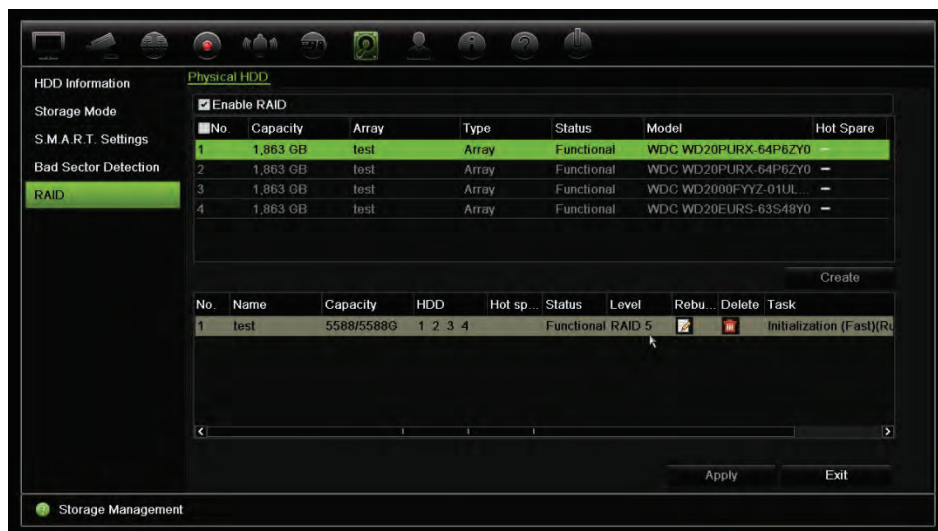 Physical HDD
HDD Information
Storage Mode
S.M.A.R.T. Settings
Bad Sector Detection
RAID
Enable RAID
No. Capacity Array Type Status Model Hot Spare
1 1,863 GB test Array Functional WDC WD20PURX-64P6ZY0 –
2 1,863 GB test Array Functional WDC WD20PURX-64P6ZY0 –
3 1,863 GB test Array Functional WDC WD2000FYYZ-01UL... –
4 1,863 GB test Array Functional WDC WD20EURS-63S48Y0 –
Create
No. Name Capacity HDD Hot sp... Status Level Rebu... Delete Task
1 test 5588/5588G 1 2 3 4 Functional RAID 5 Initialization (Fast)(Ru
Apply Exit
Storage Management